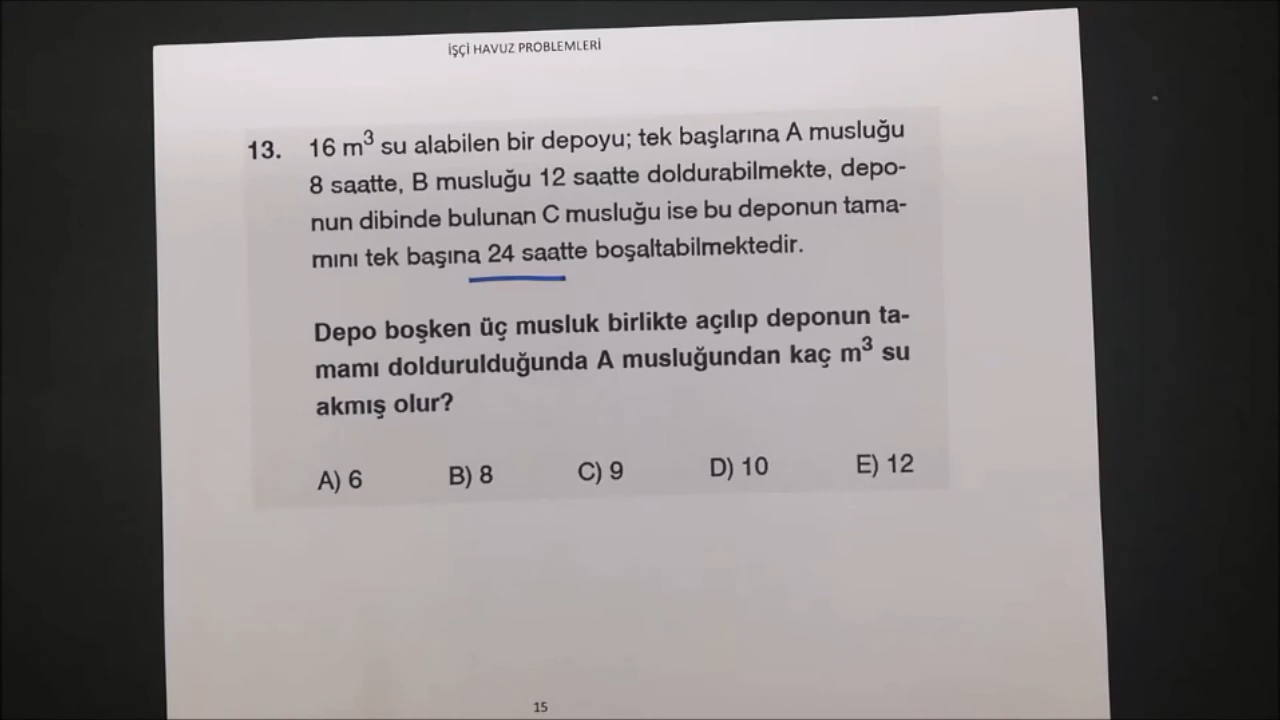 İŞÇİ HAVUZ PROBLEMLERİ
13. 16 m³ su alabilen bir depoyu; tek başlarına A musluğu
8 saatte, B musluğu 12 saatte doldurabilmekte, depo-
nun dibinde bulunan C musluğu ise bu deponun tama-
mını tek başına 24 saatte boşaltabilmektedir.
Depo boşken üç musluk birlikte açılıp deponun ta-
mamı doldurulduğunda A musluğundan kaç m³ su
akmış olur?
A) 6 B) 8 C) 9 D) 10 E) 12
15